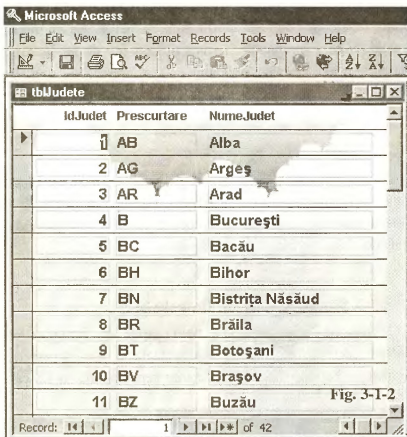 Microsoft Access
File Edit View Insert Format Records Tools Window Help
tblJudete
IdJudet Prescurtare NumeJudet
1 AB Alba
2 AG Argeş
3 AR Arad
4 B Bucureşti
5 BC Bacău
6 BH Bihor
7 BN Bistriţa Năsăud
8 BR Brăila
9 BT Botoşani
10 BV Braşov
11 BZ Buzău
Fig. 3-1-2
Record: 1 of 42